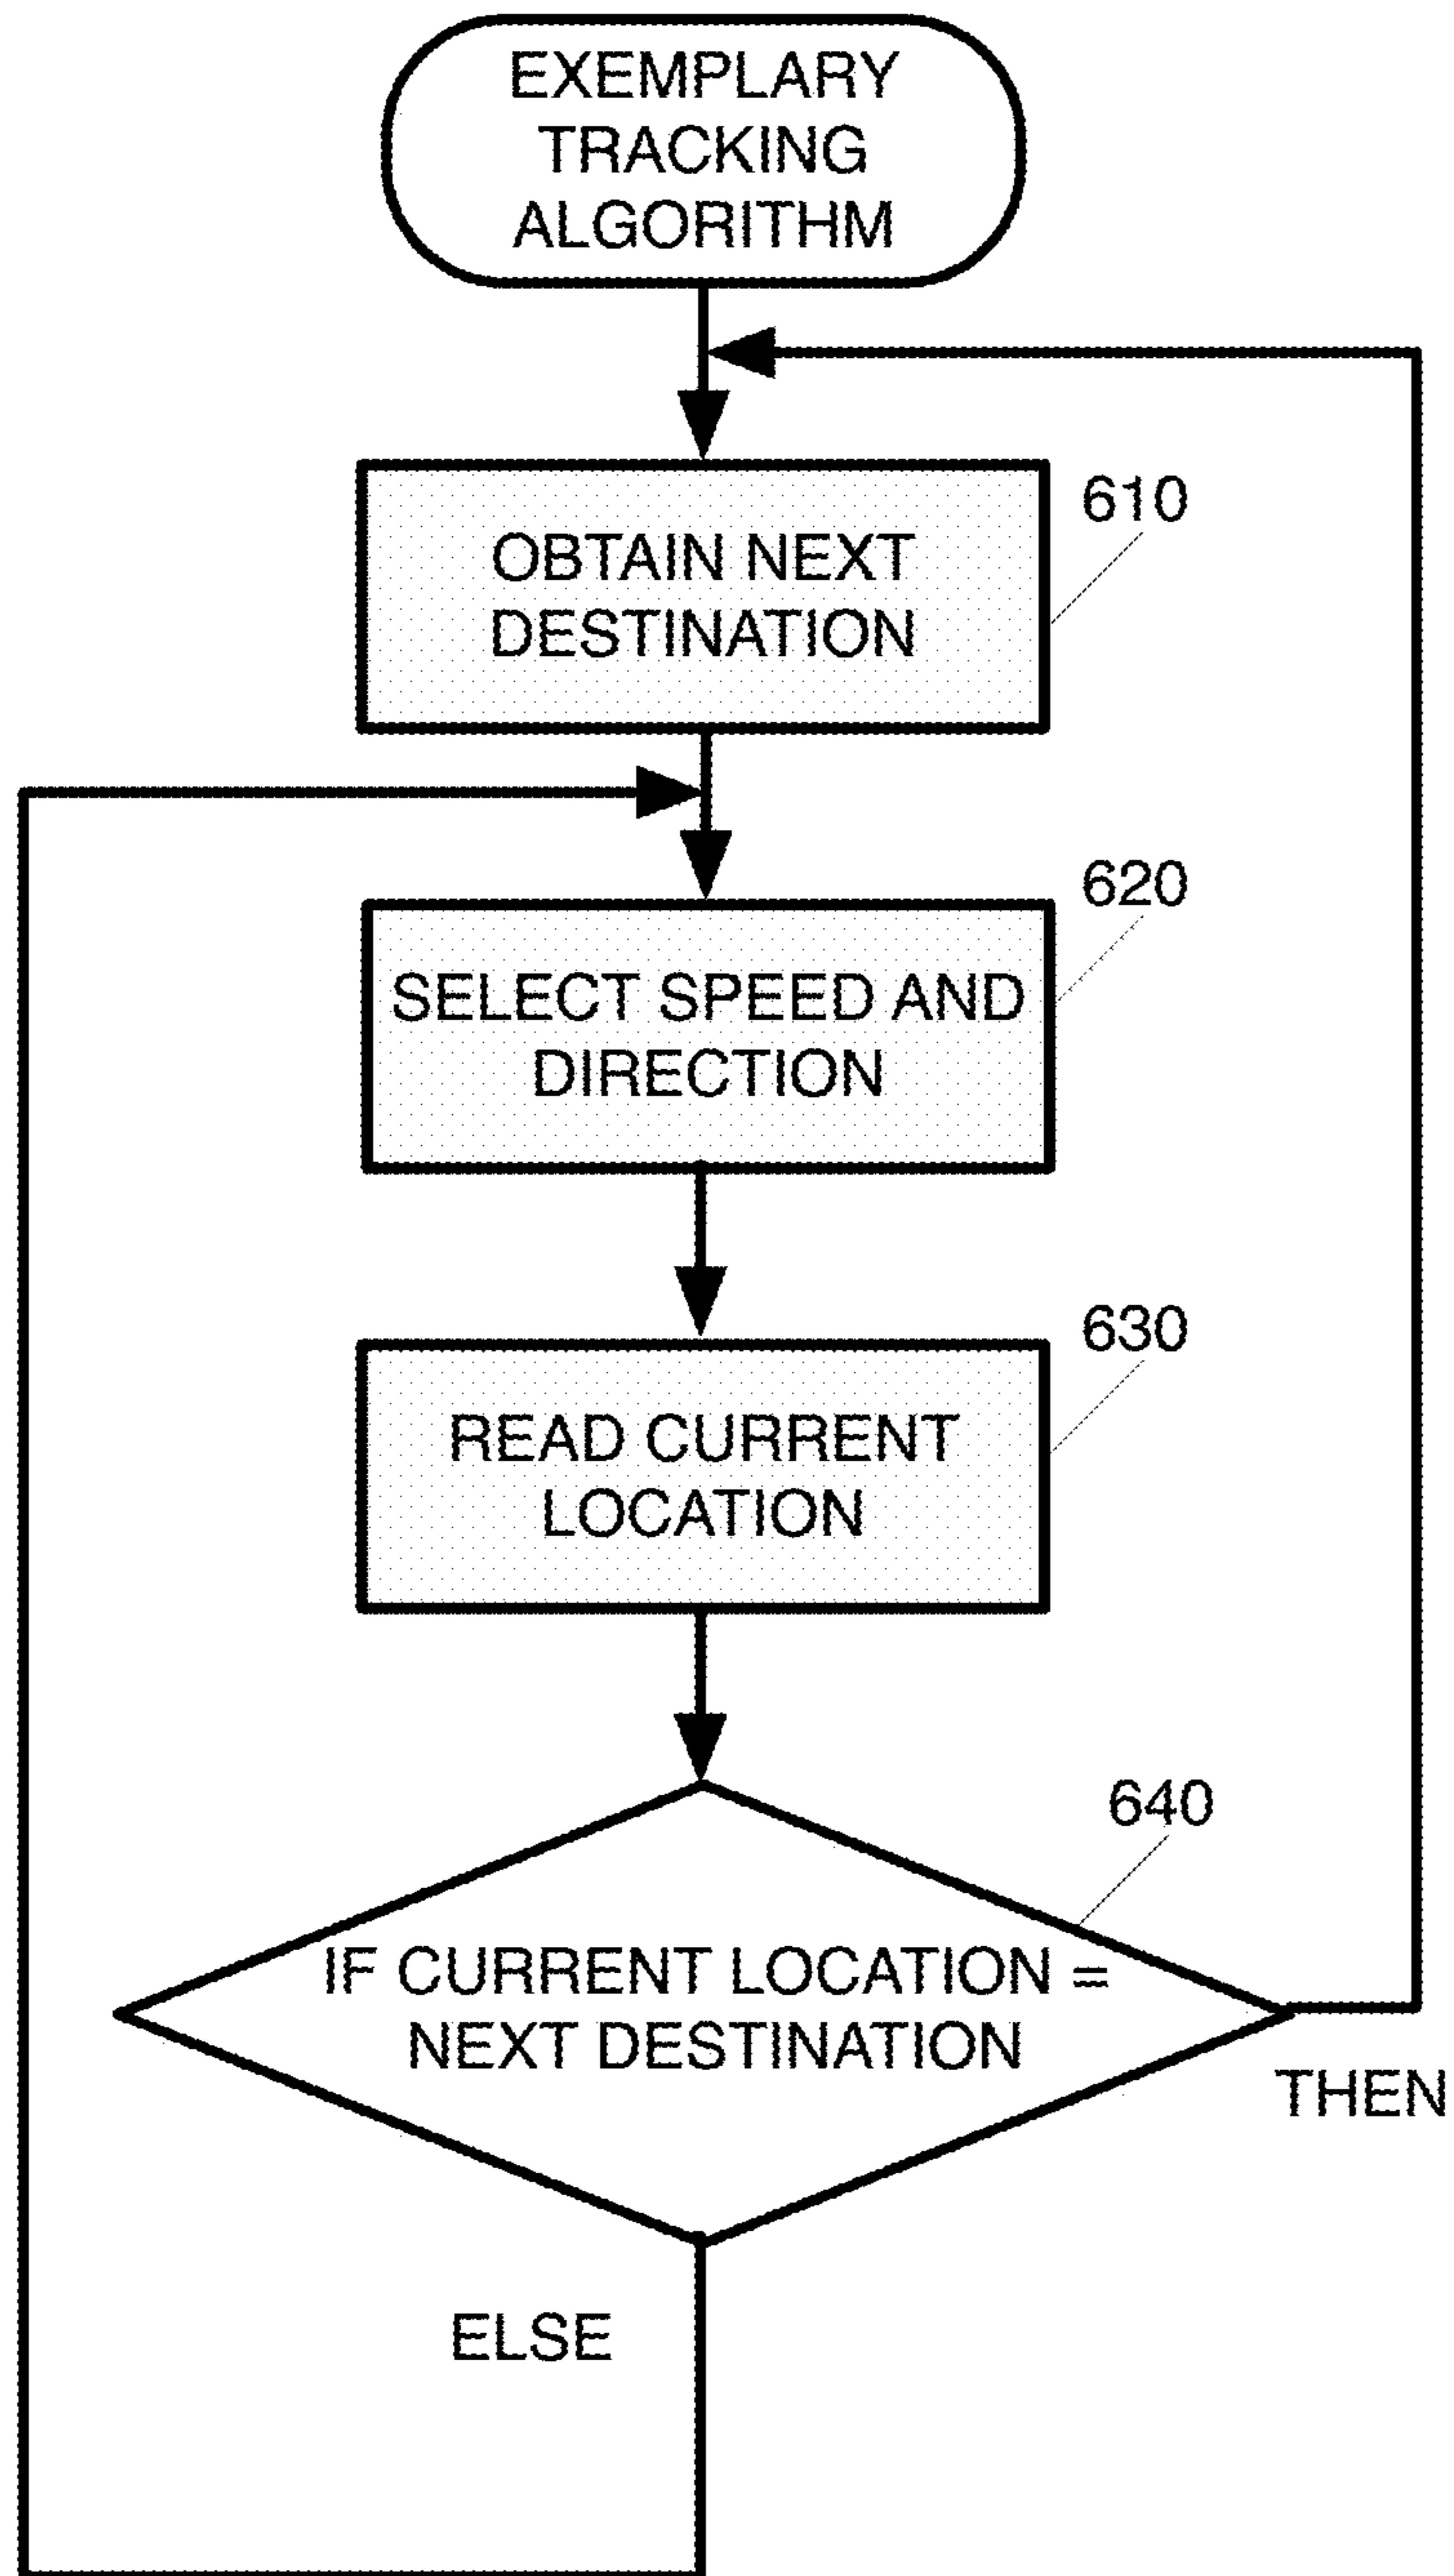 EXEMPLARY
TRACKING
ALGORITHM
610
OBTAIN NEXT
DESTINATION
620
SELECT SPEED AND
DIRECTION
630
READ CURRENT
LOCATION
640
IF CURRENT LOCATION =
NEXT DESTINATION
THEN
ELSE